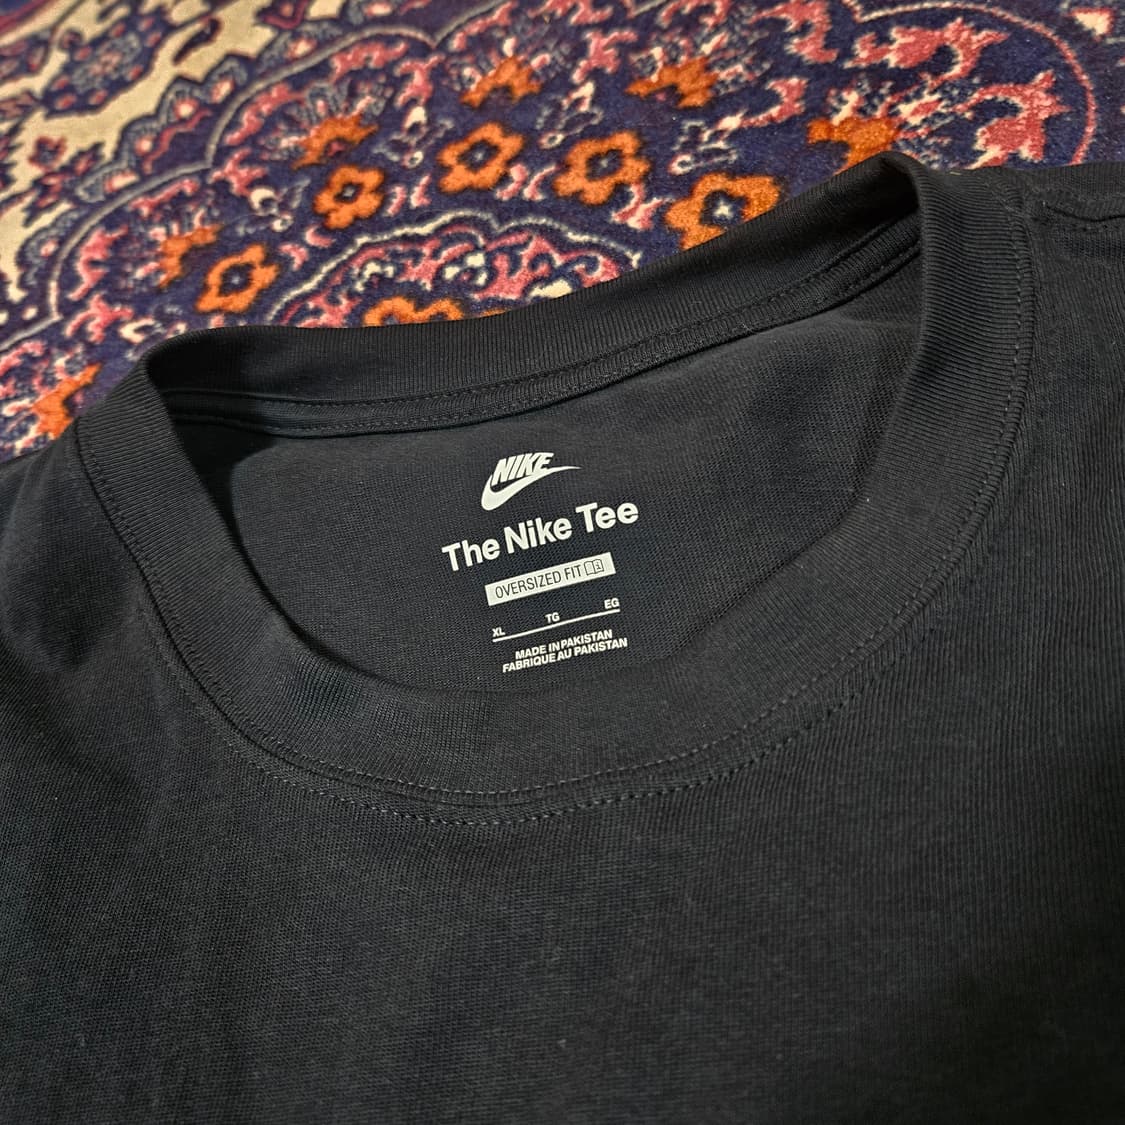 NIKE
The Nike Tee
OVERSIZED FIT
XL TG EG
MADE IN PAKISTAN
FABRIQUE AU PAKISTAN